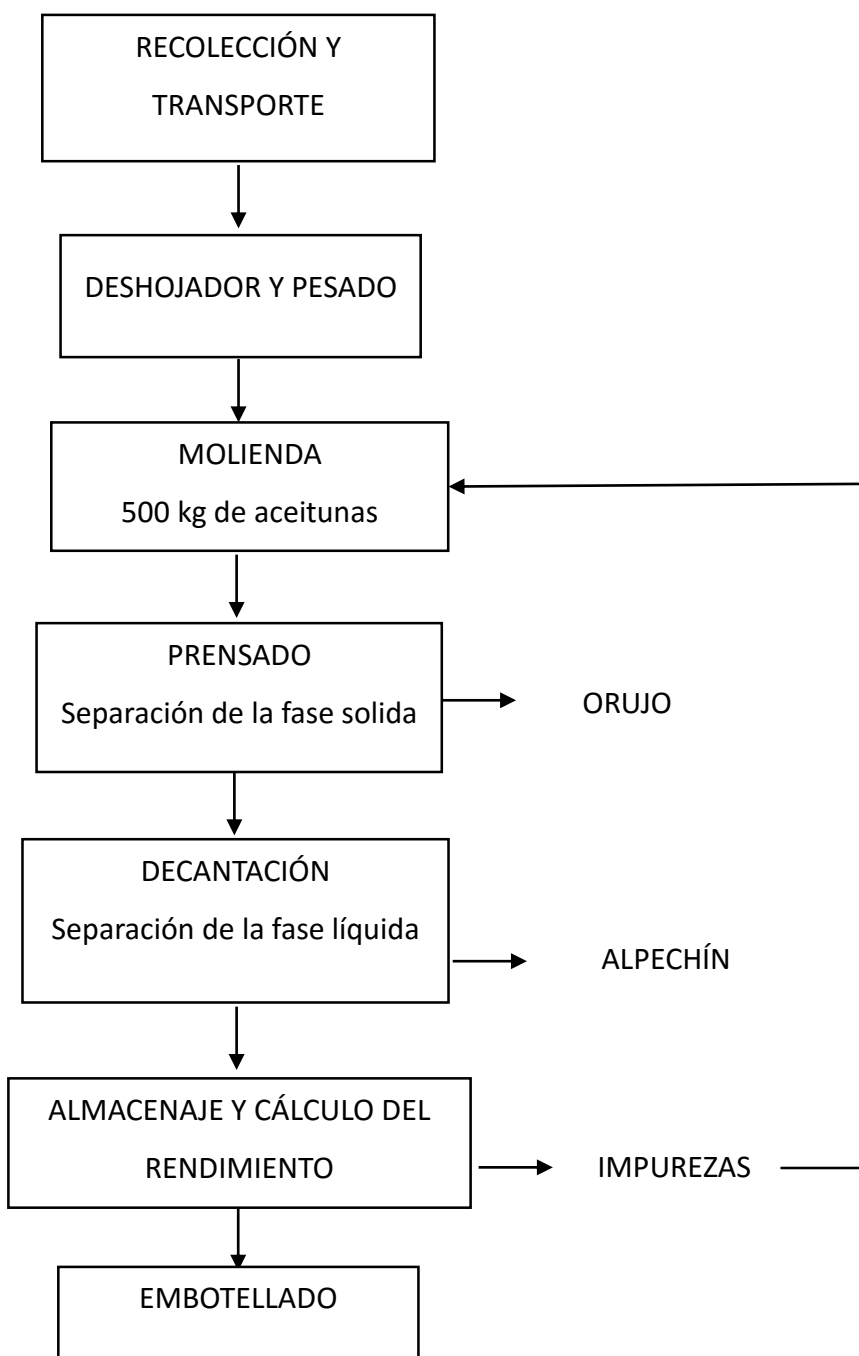 RECOLECCIÓN Y
TRANSPORTE
DESHOJADOR Y PESADO
MOLIENDA
500 kg de aceitunas
PRENSADO
Separación de la fase solida
ORUJO
DECANTACIÓN
Separación de la fase líquida
ALPECHÍN
ALMACENAJE Y CÁLCULO DEL
RENDIMIENTO
IMPUREZAS
EMBOTELLADO